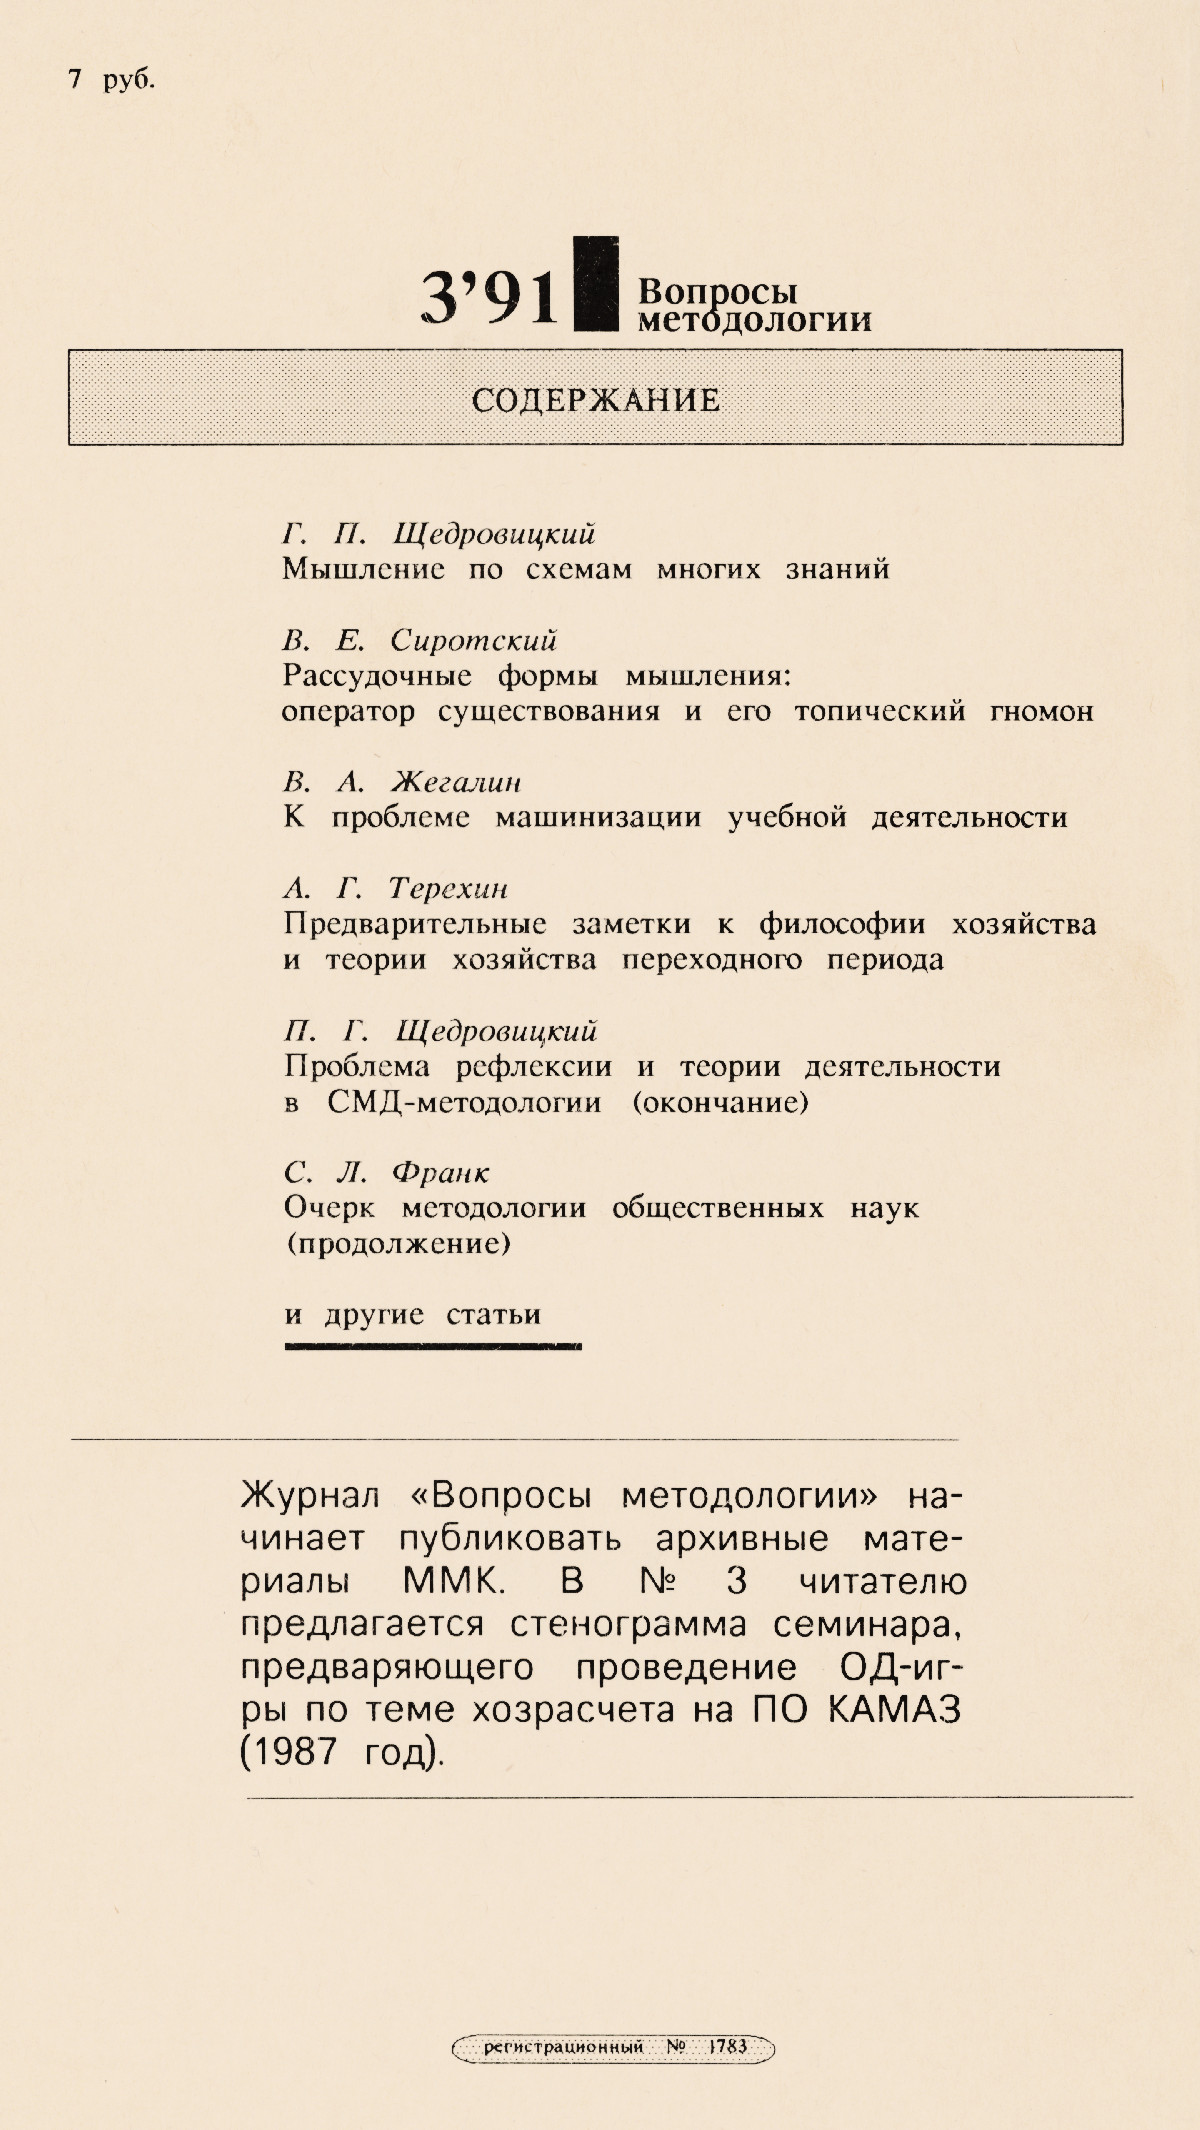 7 руб.
3’91 Вопросы
методологии
СОДЕРЖАНИЕ
Г. П. Щедровицкий
Мышление по схемам многих знаний
В. Е. Сиротский
Рассудочные формы мышления:
оператор существования и его топический гномон
В. А. Жегалин
К проблеме машинизации учебной деятельности
А. Г. Терехин
Предварительные заметки к философии хозяйства
и теории хозяйства переходного периода
П. Г. Щедровицкий
Проблема рефлексии и теории деятельности
в СМД-методологии (окончание)
С. Л. Франк
Очерк методологии общественных наук
(продолжение)
и другие статьи
Журнал «Вопросы методологии» на-
чинает публиковать архивные мате-
риалы ММК. В № 3 читателю
предлагается стенограмма семинара,
предваряющего проведение ОД-иг-
ры по теме хозрасчета на ПО КАМАЗ
(1987 год).
регистрационный № 1783